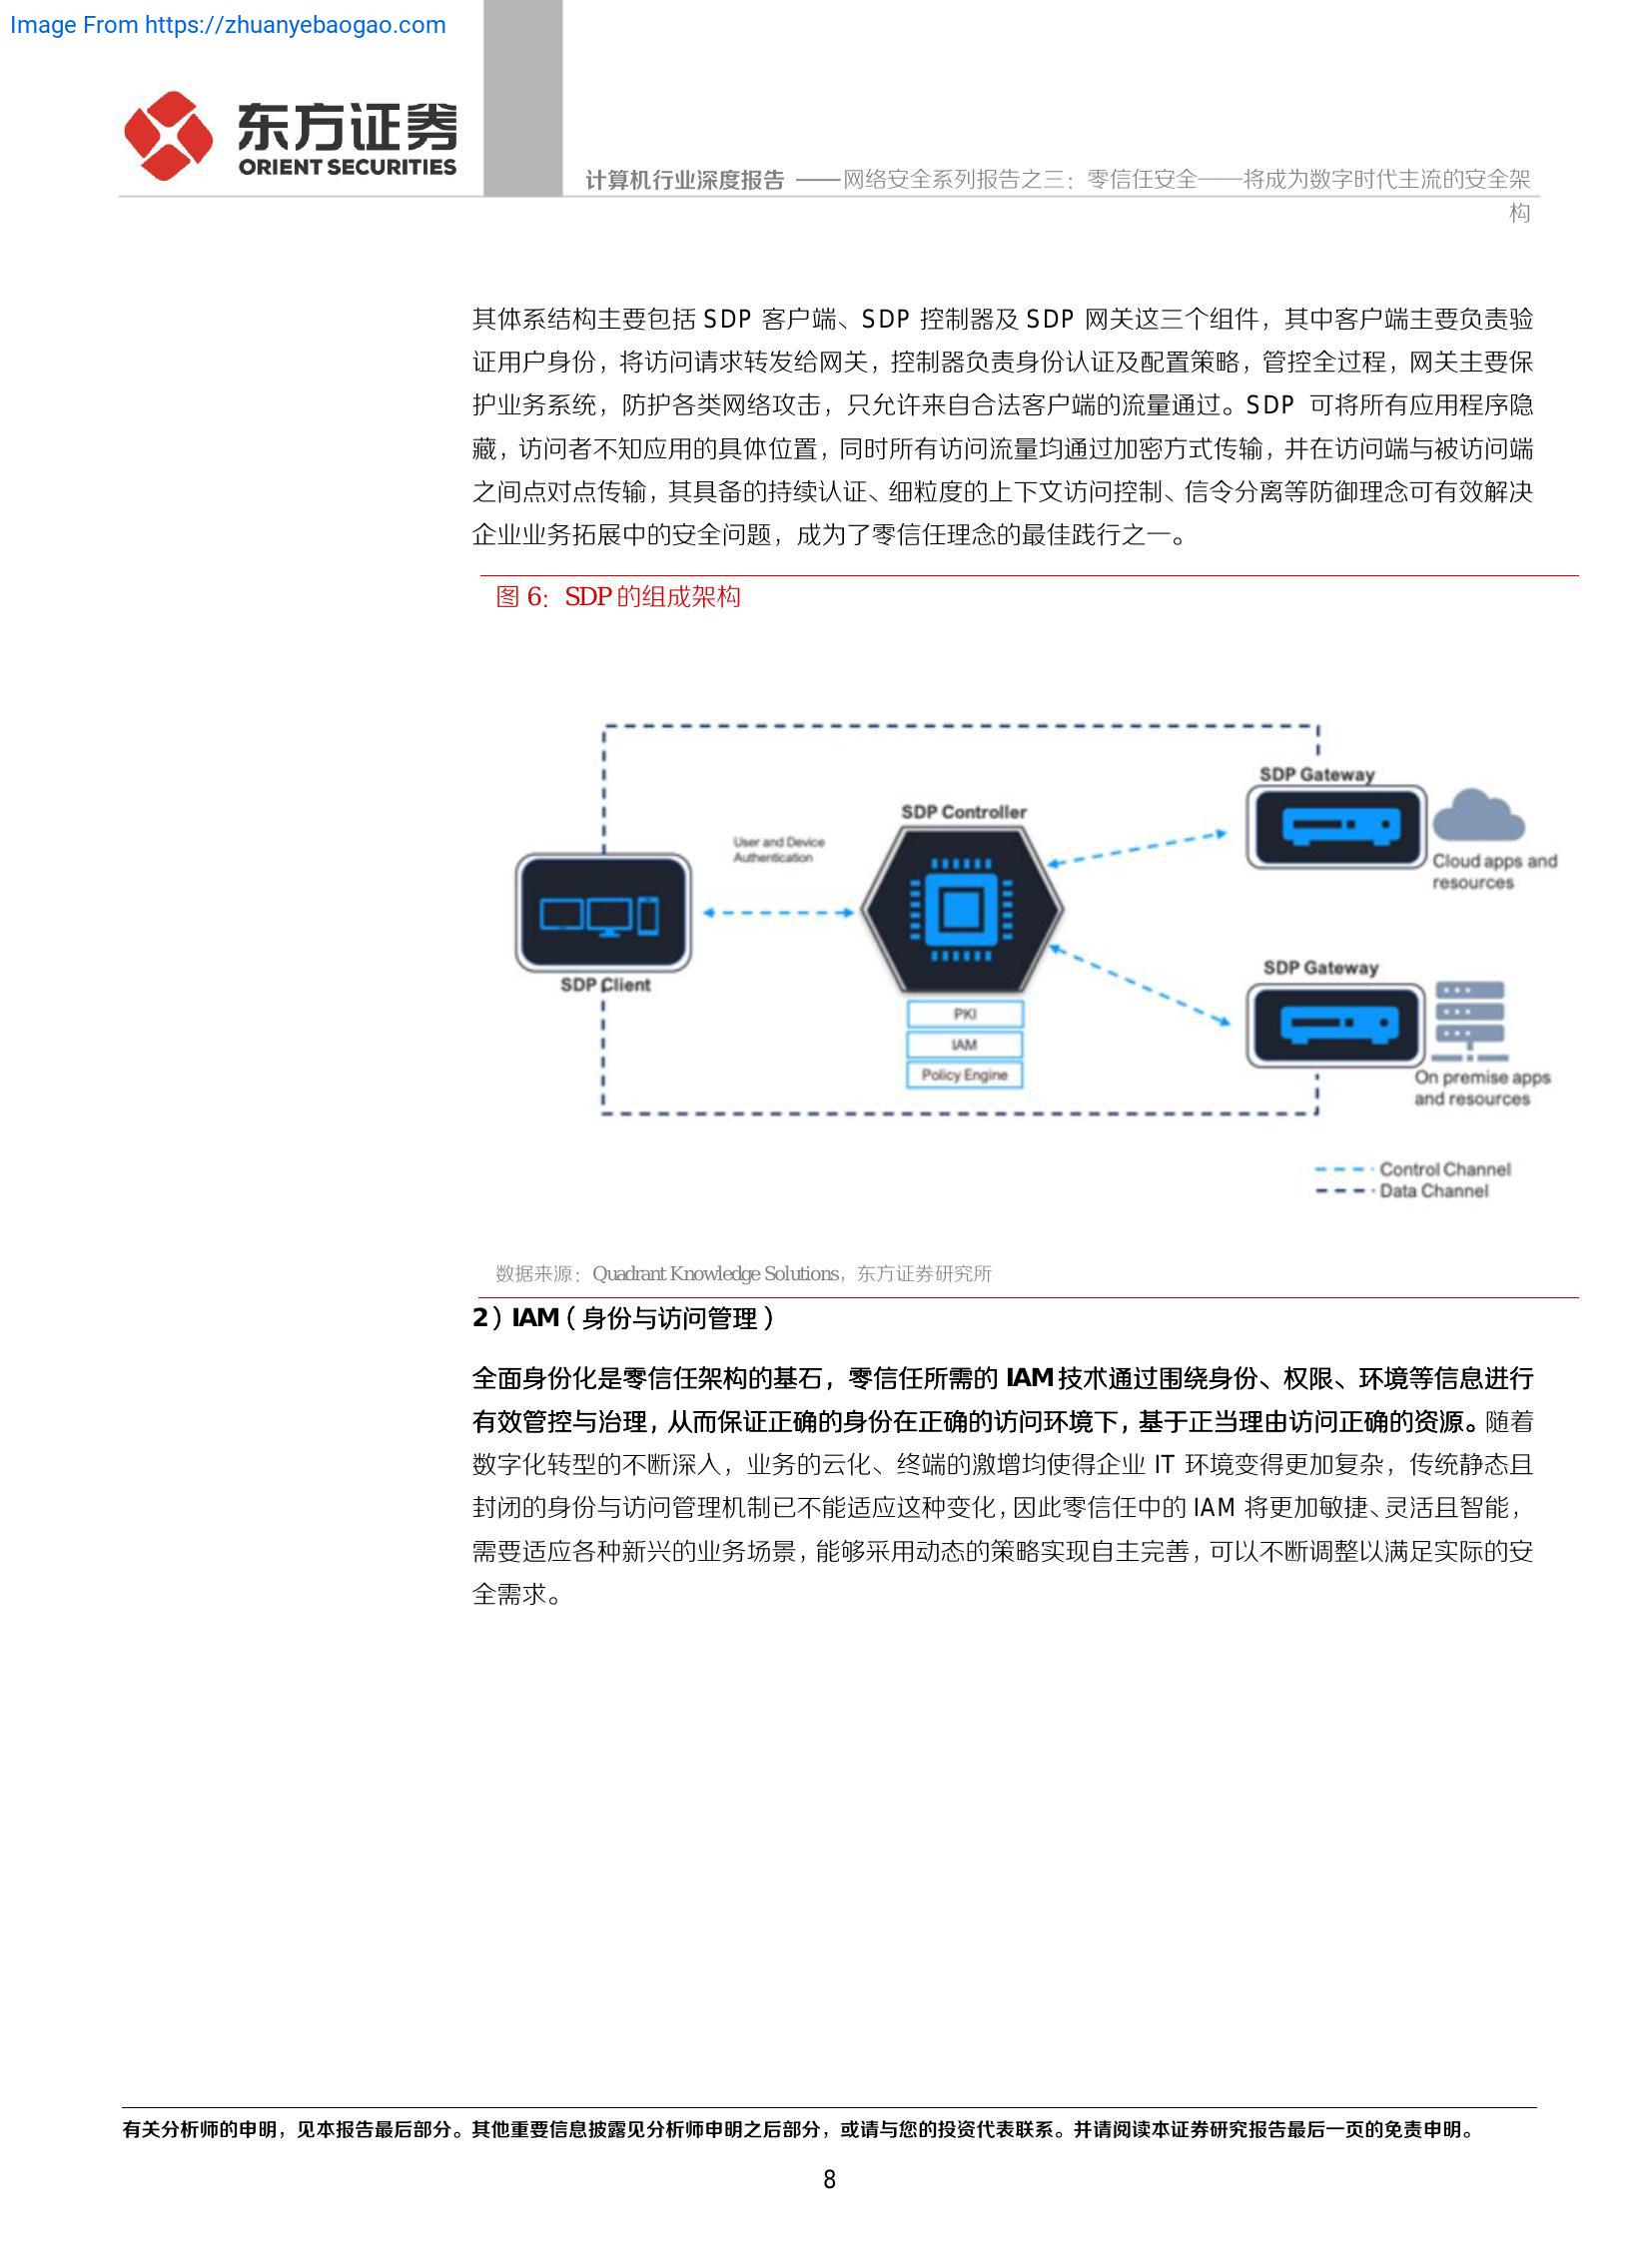 Image From https://zhuanyebaogao.com
东方证券
ORIENT SECURITIES
计算机行业深度报告 ——网络安全系列报告之三：零信任安全——将成为数字时代主流的安全架
构
其体系结构主要包括 SDP 客户端、SDP 控制器及 SDP 网关这三个组件，其中客户端主要负责验
证用户身份，将访问请求转发给网关，控制器负责身份认证及配置策略，管控全过程，网关主要保
护业务系统，防护各类网络攻击，只允许来自合法客户端的流量通过。SDP 可将所有应用程序隐
藏，访问者不知应用的具体位置，同时所有访问流量均通过加密方式传输，并在访问端与被访问端
之间点对点传输，其具备的持续认证、细粒度的上下文访问控制、信令分离等防御理念可有效解决
企业业务拓展中的安全问题，成为了零信任理念的最佳践行之一。
图 6：SDP 的组成架构
SDP Gateway
SDP Controller
User and Device
Authentication
Cloud apps and
resources
SDP Client
SDP Gateway
PKI
IAM
Policy Engine
On premise apps
and resources
Control Channel
Data Channel
数据来源：Quadrant Knowledge Solutions，东方证券研究所
2）IAM（身份与访问管理）
全面身份化是零信任架构的基石，零信任所需的 IAM 技术通过围绕身份、权限、环境等信息进行
有效管控与治理，从而保证正确的身份在正确的访问环境下，基于正当理由访问正确的资源。随着
数字化转型的不断深入，业务的云化、终端的激增均使得企业 IT 环境变得更加复杂，传统静态且
封闭的身份与访问管理机制已不能适应这种变化，因此零信任中的 IAM 将更加敏捷、灵活且智能，
需要适应各种新兴的业务场景，能够采用动态的策略实现自主完善，可以不断调整以满足实际的安
全需求。
有关分析师的申明，见本报告最后部分。其他重要信息披露见分析师申明之后部分，或请与您的投资代表联系。并请阅读本证券研究报告最后一页的免责申明。
8